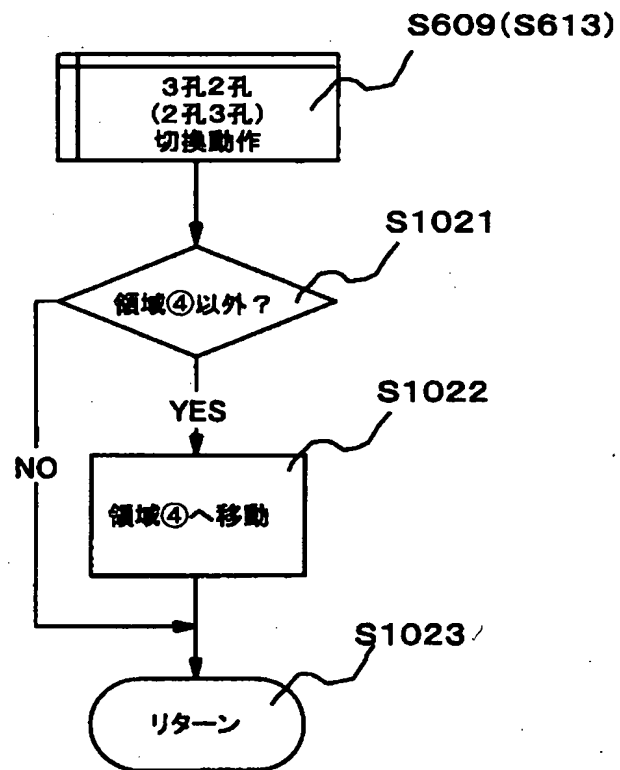 S609(S613)
3孔2孔
(2孔3孔)
切換動作
S1021
領域④以外?
YES
S1022
NO
領域④へ移動
S1023
リターン